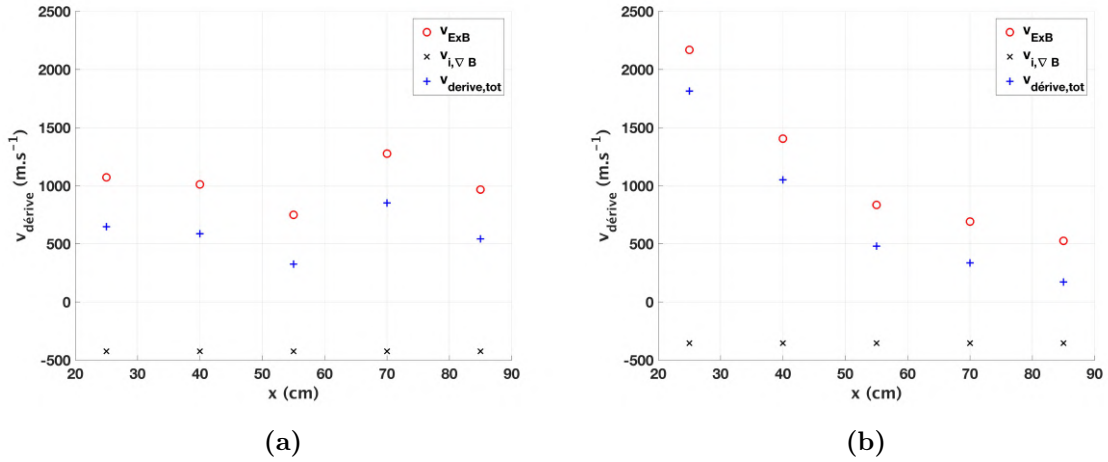 2500
2000
1500
1000
500
0
-500
20 30 40 50 60 70 80 90
v_dérive (m.s⁻¹)
x (cm)
v_ExB
v_i,∇ B
v_derive,tot
(a)
2500
2000
1500
1000
500
0
-500
20 30 40 50 60 70 80 90
v_dérive (m.s⁻¹)
x (cm)
v_ExB
v_i,∇ B
v_dérive,tot
(b)